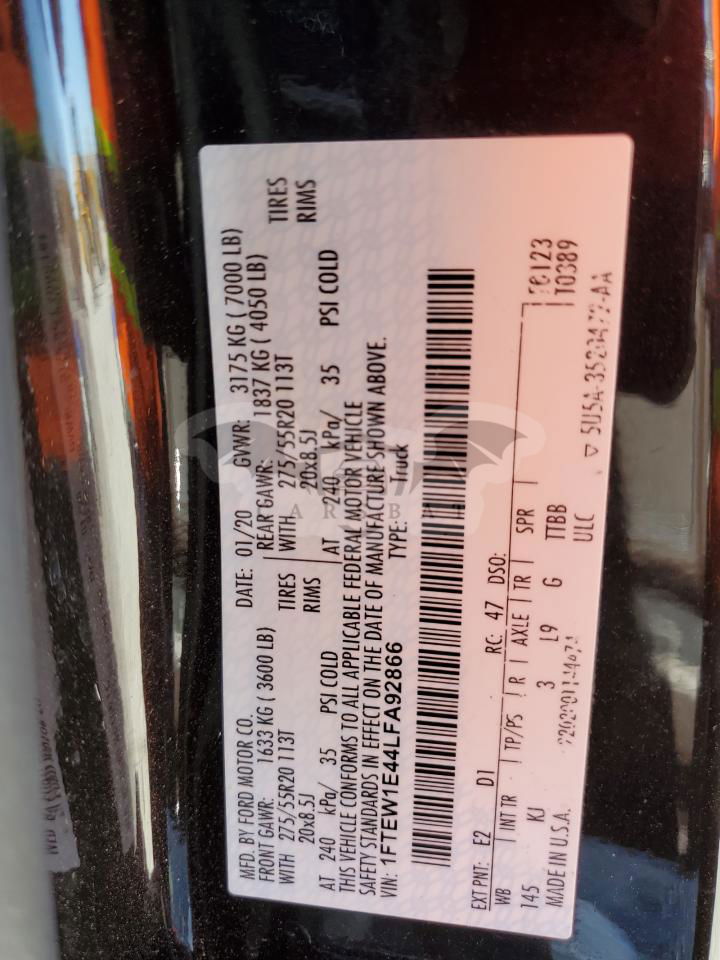 MFD. BY FORD MOTOR CO.
DATE: 01/20 GVWR: 3175 KG ( 7000 LB)
FRONT GAWR: 1633 KG ( 3600 LB) REAR GAWR: 1837 KG ( 4050 LB)
WITH 275/55R20 113T TIRES WITH 275/55R20 113T TIRES
20x8.5J RIMS 20x8.5J RIMS
AT 240 kPa/ 35 PSI COLD AT 240 kPa/ 35 PSI COLD
THIS VEHICLE CONFORMS TO ALL APPLICABLE FEDERAL MOTOR VEHICLE
SAFETY STANDARDS IN EFFECT ON THE DATE OF MANUFACTURE SHOWN ABOVE.
VIN: 1FTEW1E44LFA92866 TYPE: Truck
EXT PNT: E2 D1 RC: 47 DSO:
WB INT TR TP/PS R AXLE TR SPR
145 KJ 3 L9 G TTBB T0389
MADE IN U.S.A. ULC